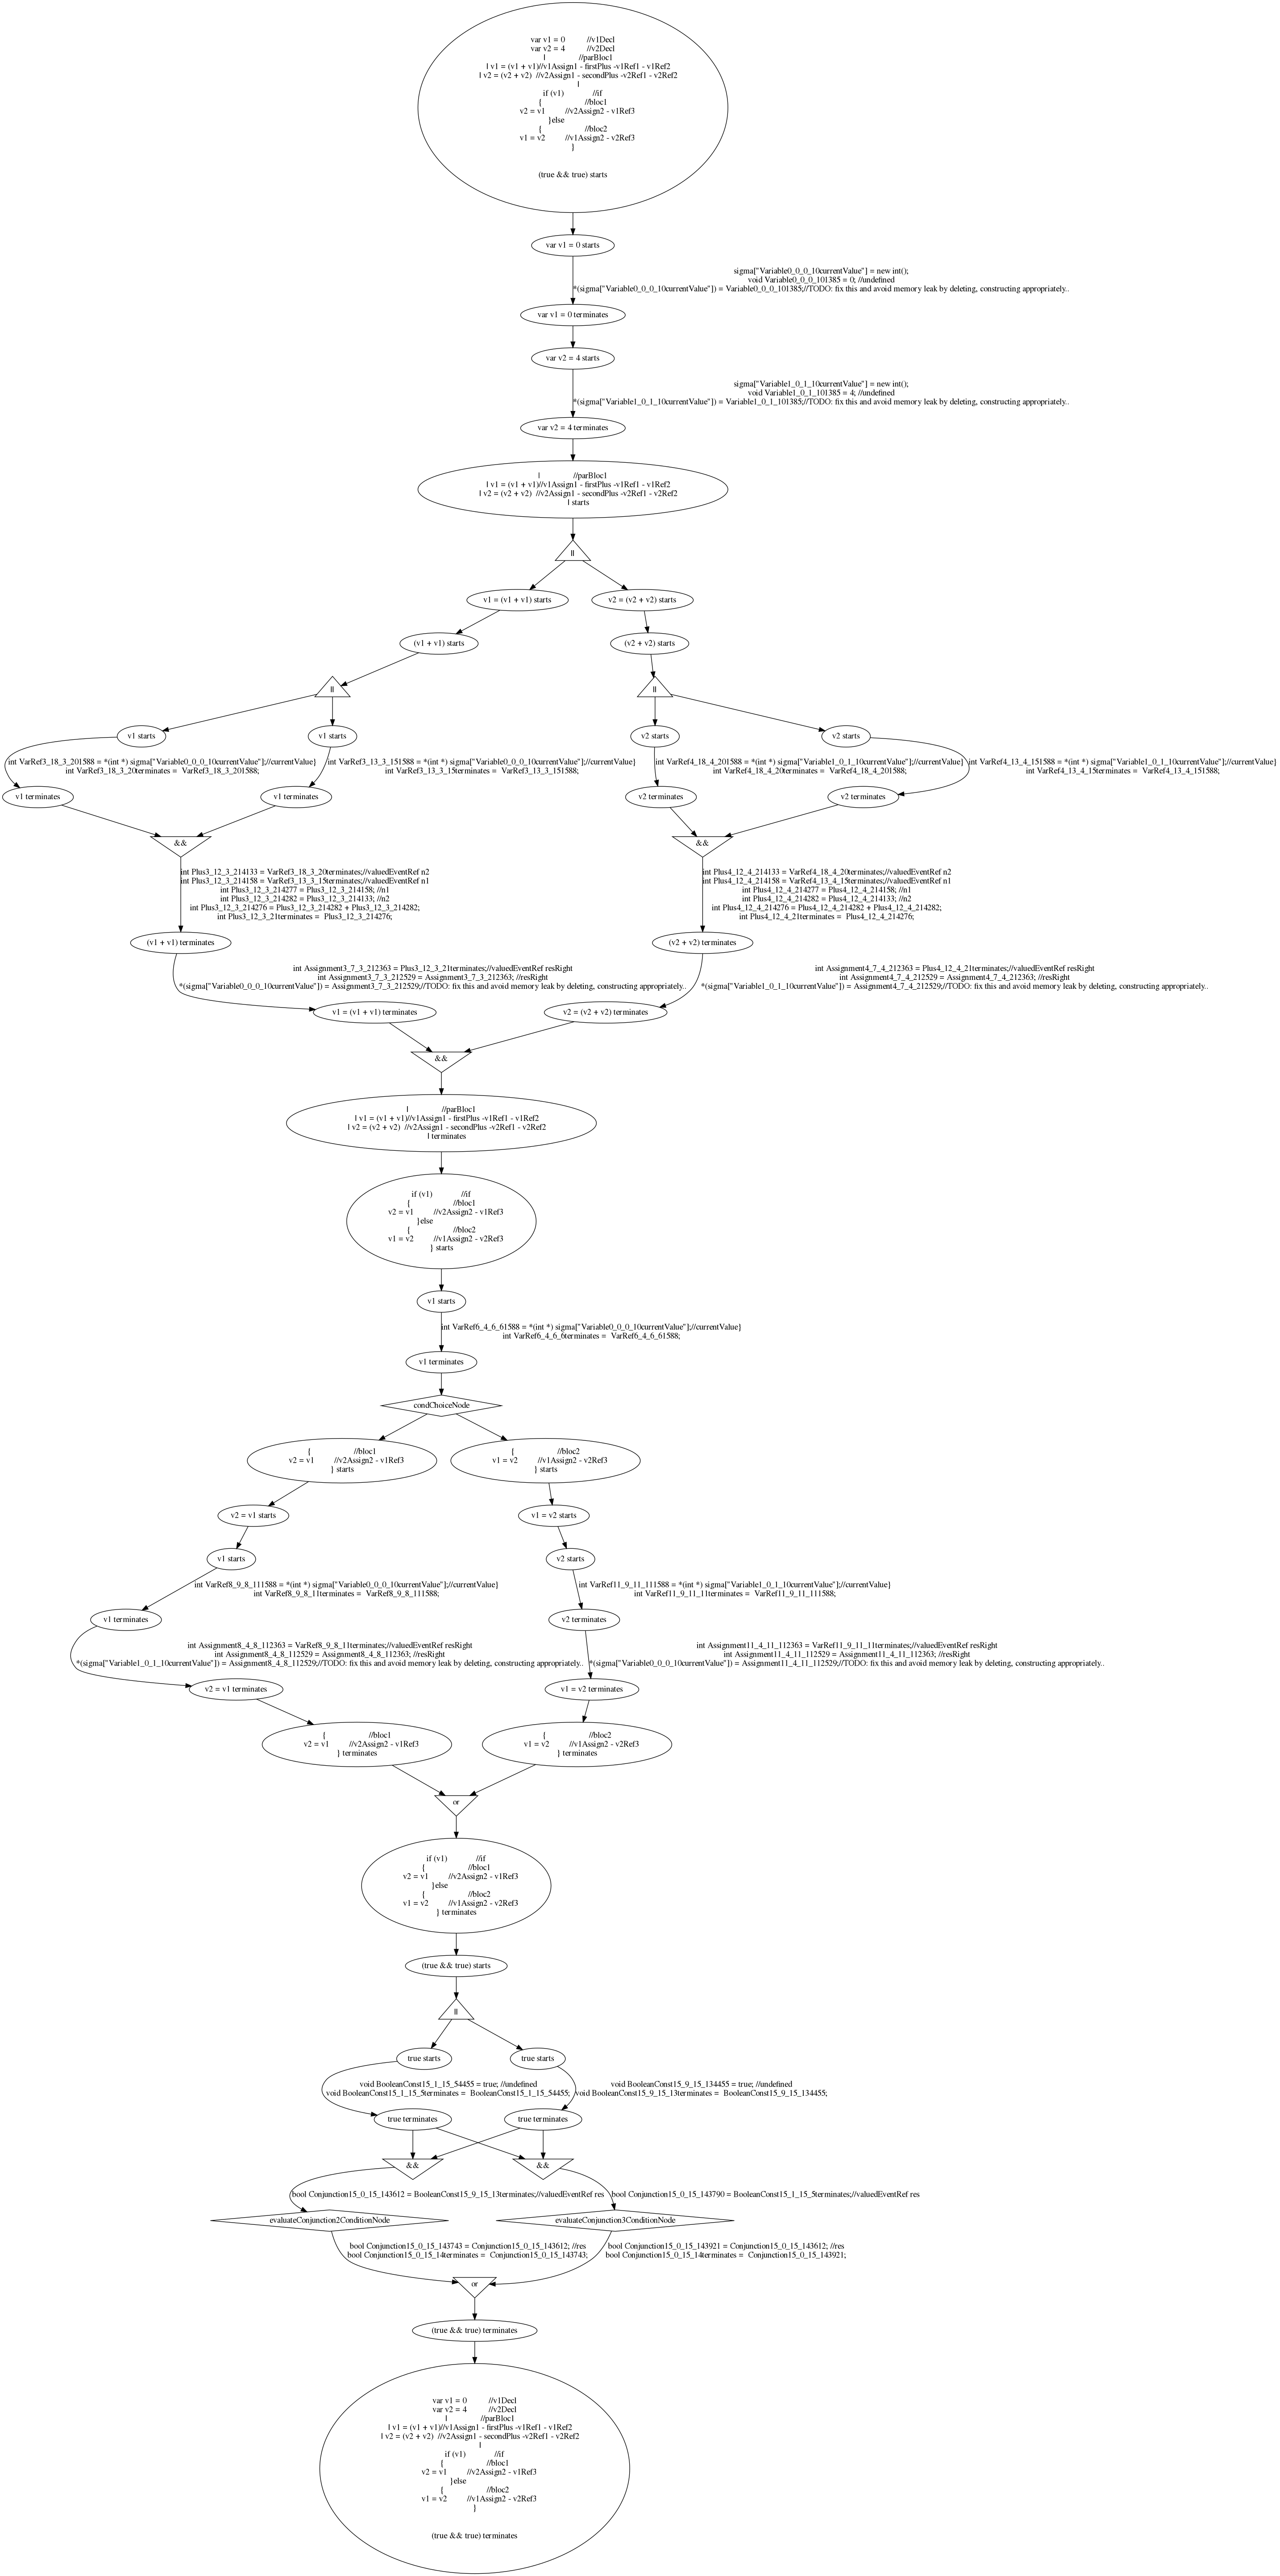 var v1 = 0 //v1Decl
var v2 = 4 //v2Decl
| //parBloc1
| v1 = (v1 + v1)//v1Assign1 - firstPlus -v1Ref1 - v1Ref2
| v2 = (v2 + v2) //v2Assign1 - secondPlus -v2Ref1 - v2Ref2
|
if (v1) //if
{ //bloc1
v2 = v1 //v2Assign2 - v1Ref3
}else
{ //bloc2
v1 = v2 //v1Assign2 - v2Ref3
}
(true && true) starts
var v1 = 0 starts
sigma["Variable0_0_0_10currentValue"] = new int();
void Variable0_0_0_101385 = 0; //undefined
*(sigma["Variable0_0_0_10currentValue"]) = Variable0_0_0_101385;//TODO: fix this and avoid memory leak by deleting, constructing appropriately..
var v1 = 0 terminates
var v2 = 4 starts
sigma["Variable1_0_1_10currentValue"] = new int();
void Variable1_0_1_101385 = 4; //undefined
*(sigma["Variable1_0_1_10currentValue"]) = Variable1_0_1_101385;//TODO: fix this and avoid memory leak by deleting, constructing appropriately..
var v2 = 4 terminates
| //parBloc1
| v1 = (v1 + v1)//v1Assign1 - firstPlus -v1Ref1 - v1Ref2
| v2 = (v2 + v2) //v2Assign1 - secondPlus -v2Ref1 - v2Ref2
| starts
||
v1 = (v1 + v1) starts
v2 = (v2 + v2) starts
(v1 + v1) starts
(v2 + v2) starts
||
||
v1 starts
v1 starts
v2 starts
v2 starts
int VarRef3_18_3_201588 = *(int *) sigma["Variable0_0_0_10currentValue"];//currentValue}
int VarRef3_18_3_20terminates = VarRef3_18_3_201588;
int VarRef3_13_3_151588 = *(int *) sigma["Variable0_0_0_10currentValue"];//currentValue}
int VarRef3_13_3_15terminates = VarRef3_13_3_151588;
int VarRef4_18_4_201588 = *(int *) sigma["Variable1_0_1_10currentValue"];//currentValue}
int VarRef4_18_4_20terminates = VarRef4_18_4_201588;
int VarRef4_13_4_151588 = *(int *) sigma["Variable1_0_1_10currentValue"];//currentValue}
int VarRef4_13_4_15terminates = VarRef4_13_4_151588;
v1 terminates
v1 terminates
v2 terminates
v2 terminates
&&
&&
int Plus3_12_3_214133 = VarRef3_18_3_20terminates;//valuedEventRef n2
int Plus3_12_3_214158 = VarRef3_13_3_15terminates;//valuedEventRef n1
int Plus3_12_3_214277 = Plus3_12_3_214158; //n1
int Plus3_12_3_214282 = Plus3_12_3_214133; //n2
int Plus3_12_3_214276 = Plus3_12_3_214282 + Plus3_12_3_214282;
int Plus3_12_3_21terminates = Plus3_12_3_214276;
int Plus4_12_4_214133 = VarRef4_18_4_20terminates;//valuedEventRef n2
int Plus4_12_4_214158 = VarRef4_13_4_15terminates;//valuedEventRef n1
int Plus4_12_4_214277 = Plus4_12_4_214158; //n1
int Plus4_12_4_214282 = Plus4_12_4_214133; //n2
int Plus4_12_4_214276 = Plus4_12_4_214282 + Plus4_12_4_214282;
int Plus4_12_4_21terminates = Plus4_12_4_214276;
(v1 + v1) terminates
(v2 + v2) terminates
int Assignment3_7_3_212363 = Plus3_12_3_21terminates;//valuedEventRef resRight
int Assignment3_7_3_212529 = Assignment3_7_3_212363; //resRight
*(sigma["Variable0_0_0_10currentValue"]) = Assignment3_7_3_212529;//TODO: fix this and avoid memory leak by deleting, constructing appropriately..
int Assignment4_7_4_212363 = Plus4_12_4_21terminates;//valuedEventRef resRight
int Assignment4_7_4_212529 = Assignment4_7_4_212363; //resRight
*(sigma["Variable1_0_1_10currentValue"]) = Assignment4_7_4_212529;//TODO: fix this and avoid memory leak by deleting, constructing appropriately..
v1 = (v1 + v1) terminates
v2 = (v2 + v2) terminates
&&
| //parBloc1
| v1 = (v1 + v1)//v1Assign1 - firstPlus -v1Ref1 - v1Ref2
| v2 = (v2 + v2) //v2Assign1 - secondPlus -v2Ref1 - v2Ref2
| terminates
if (v1) //if
{ //bloc1
v2 = v1 //v2Assign2 - v1Ref3
}else
{ //bloc2
v1 = v2 //v1Assign2 - v2Ref3
} starts
v1 starts
int VarRef6_4_6_61588 = *(int *) sigma["Variable0_0_0_10currentValue"];//currentValue}
int VarRef6_4_6_6terminates = VarRef6_4_6_61588;
v1 terminates
condChoiceNode
{ //bloc1
v2 = v1 //v2Assign2 - v1Ref3
} starts
{ //bloc2
v1 = v2 //v1Assign2 - v2Ref3
} starts
v2 = v1 starts
v1 = v2 starts
v1 starts
v2 starts
int VarRef8_9_8_111588 = *(int *) sigma["Variable0_0_0_10currentValue"];//currentValue}
int VarRef8_9_8_11terminates = VarRef8_9_8_111588;
int VarRef11_9_11_111588 = *(int *) sigma["Variable1_0_1_10currentValue"];//currentValue}
int VarRef11_9_11_11terminates = VarRef11_9_11_111588;
v1 terminates
v2 terminates
int Assignment8_4_8_112363 = VarRef8_9_8_11terminates;//valuedEventRef resRight
int Assignment8_4_8_112529 = Assignment8_4_8_112363; //resRight
*(sigma["Variable1_0_1_10currentValue"]) = Assignment8_4_8_112529;//TODO: fix this and avoid memory leak by deleting, constructing appropriately..
int Assignment11_4_11_112363 = VarRef11_9_11_11terminates;//valuedEventRef resRight
int Assignment11_4_11_112529 = Assignment11_4_11_112363; //resRight
*(sigma["Variable0_0_0_10currentValue"]) = Assignment11_4_11_112529;//TODO: fix this and avoid memory leak by deleting, constructing appropriately..
v2 = v1 terminates
v1 = v2 terminates
{ //bloc1
v2 = v1 //v2Assign2 - v1Ref3
} terminates
{ //bloc2
v1 = v2 //v1Assign2 - v2Ref3
} terminates
or
if (v1) //if
{ //bloc1
v2 = v1 //v2Assign2 - v1Ref3
}else
{ //bloc2
v1 = v2 //v1Assign2 - v2Ref3
} terminates
(true && true) starts
||
true starts
true starts
void BooleanConst15_1_15_54455 = true; //undefined
void BooleanConst15_1_15_5terminates = BooleanConst15_1_15_54455;
void BooleanConst15_9_15_134455 = true; //undefined
void BooleanConst15_9_15_13terminates = BooleanConst15_9_15_134455;
true terminates
true terminates
&&
&&
bool Conjunction15_0_15_143612 = BooleanConst15_9_15_13terminates;//valuedEventRef res
bool Conjunction15_0_15_143790 = BooleanConst15_1_15_5terminates;//valuedEventRef res
evaluateConjunction2ConditionNode
evaluateConjunction3ConditionNode
bool Conjunction15_0_15_143743 = Conjunction15_0_15_143612; //res
bool Conjunction15_0_15_14terminates = Conjunction15_0_15_143743;
bool Conjunction15_0_15_143921 = Conjunction15_0_15_143612; //res
bool Conjunction15_0_15_14terminates = Conjunction15_0_15_143921;
or
(true && true) terminates
var v1 = 0 //v1Decl
var v2 = 4 //v2Decl
| //parBloc1
| v1 = (v1 + v1)//v1Assign1 - firstPlus -v1Ref1 - v1Ref2
| v2 = (v2 + v2) //v2Assign1 - secondPlus -v2Ref1 - v2Ref2
|
if (v1) //if
{ //bloc1
v2 = v1 //v2Assign2 - v1Ref3
}else
{ //bloc2
v1 = v2 //v1Assign2 - v2Ref3
}
(true && true) terminates